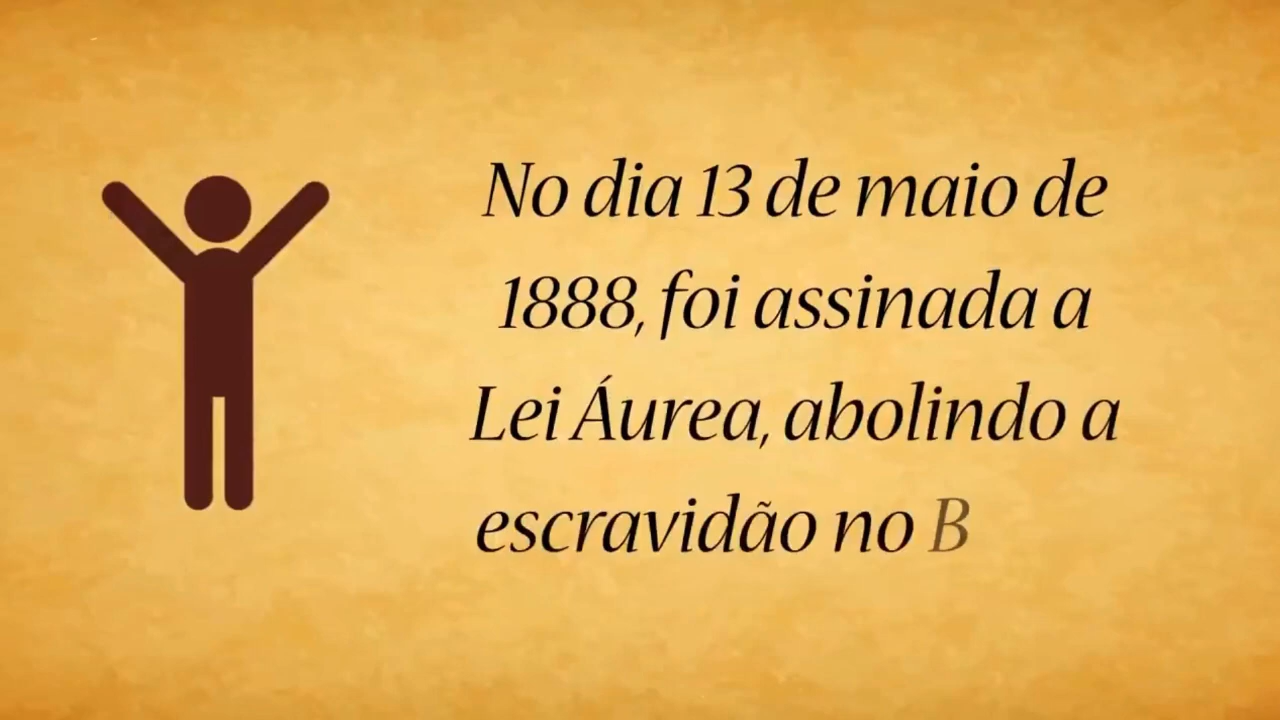 No dia 13 de maio de
1888, foi assinada a
Lei Áurea, abolindo a
escravidão no B